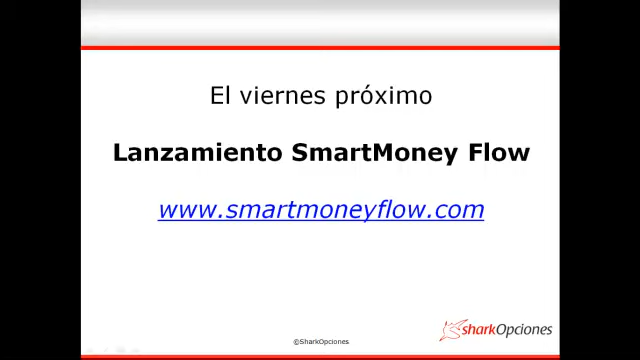 El viernes próximo
Lanzamiento SmartMoney Flow
www.smartmoneyflow.com
sharkOpciones
©SharkOpciones